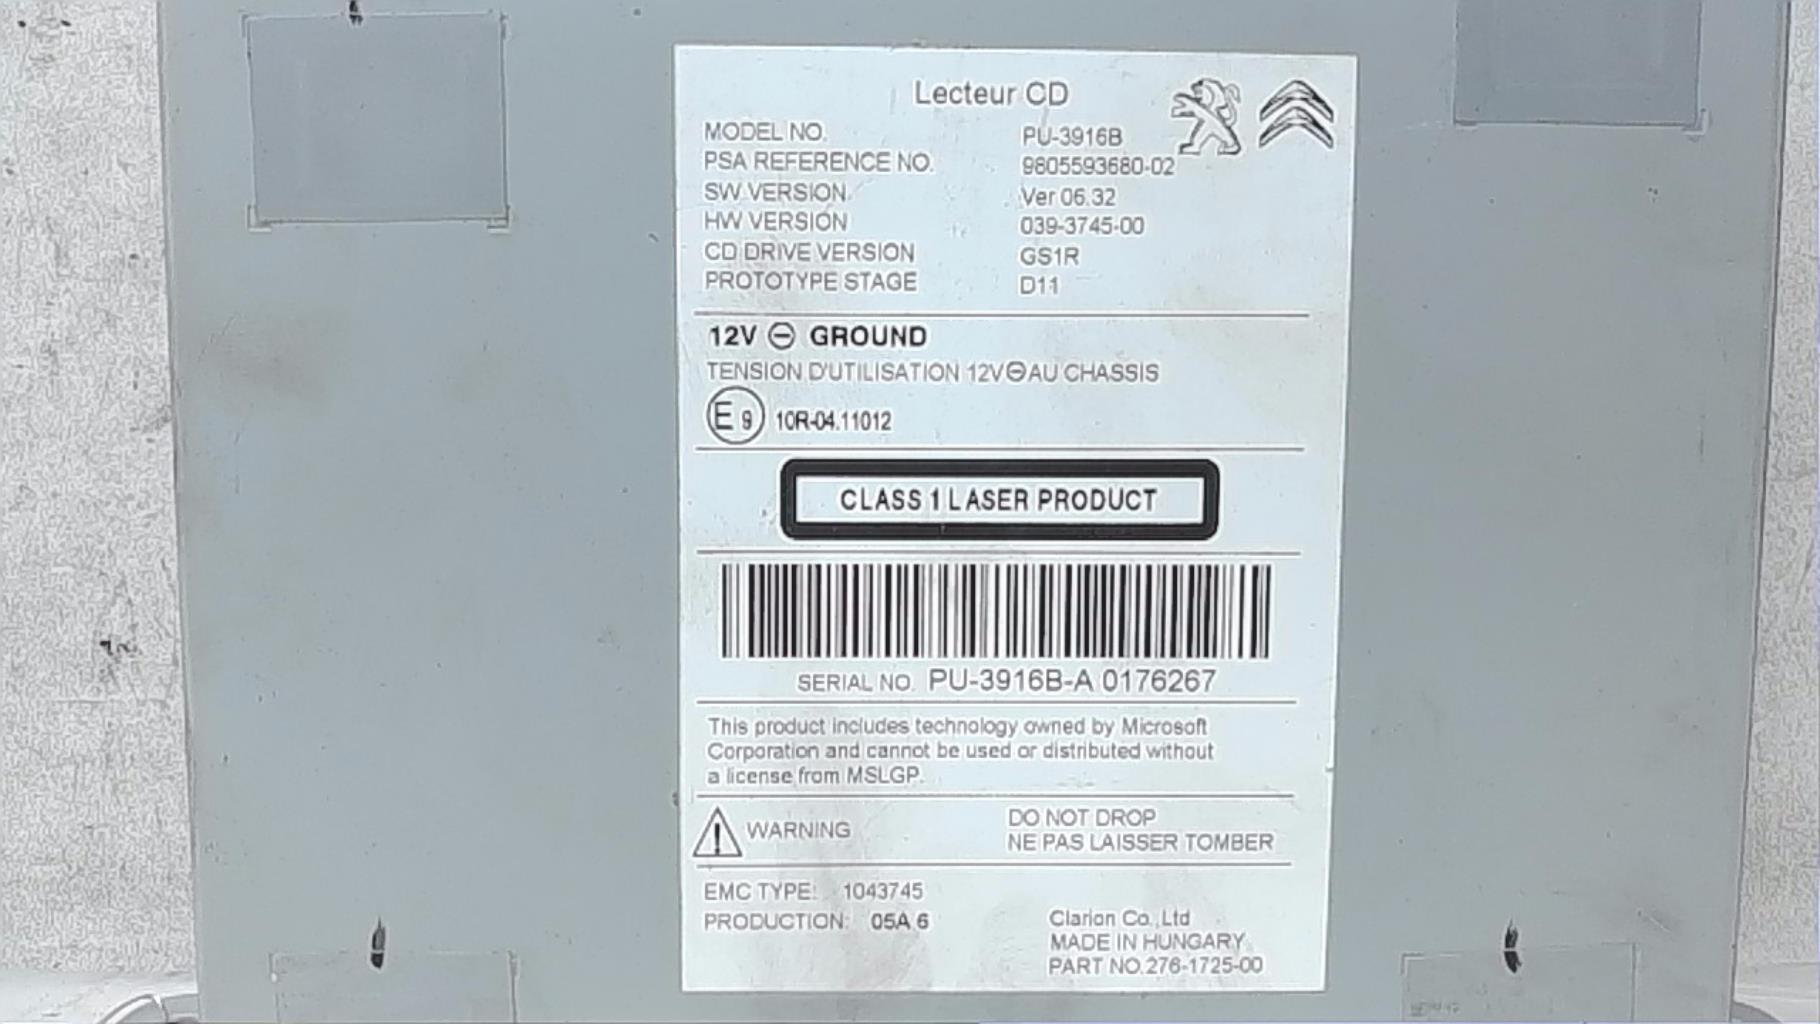 Lecteur CD
MODEL NO. PU-3916B
PSA REFERENCE NO. 9805593680-02
SW VERSION Ver 06.32
HW VERSION 039-3745-00
CD DRIVE VERSION GS1R
PROTOTYPE STAGE D11
12V ⊖ GROUND
TENSION D'UTILISATION 12V⊖AU CHASSIS
E9 10R-04.11012
CLASS 1 LASER PRODUCT
SERIAL NO. PU-3916B-A 0176267
This product includes technology owned by Microsoft
Corporation and cannot be used or distributed without
a license from MSLGP.
WARNING DO NOT DROP
NE PAS LAISSER TOMBER
EMC TYPE: 1043745
PRODUCTION: 05A 6
Clarion Co.,Ltd
MADE IN HUNGARY
PART NO.276-1725-00